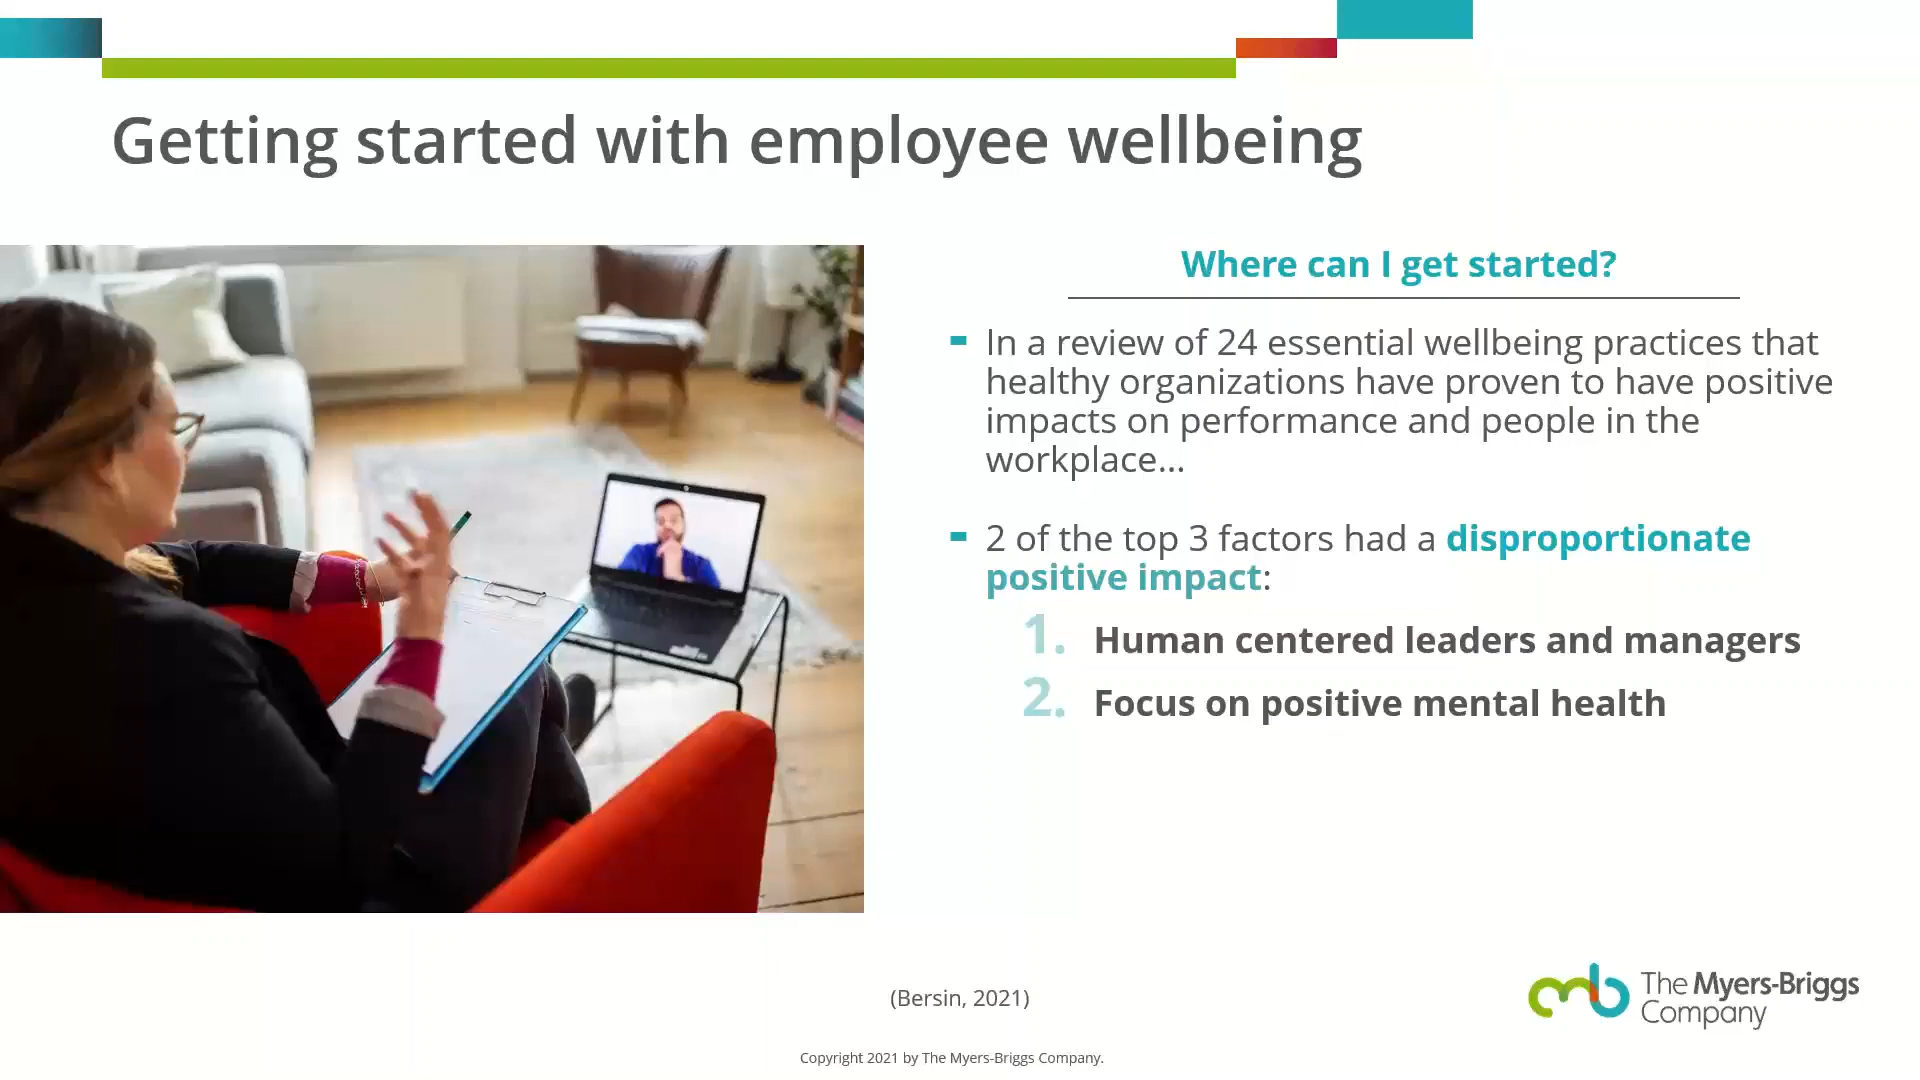 Getting started with employee wellbeing
Where can I get started?
In a review of 24 essential wellbeing practices that
healthy organizations have proven to have positive
impacts on performance and people in the
workplace...
2 of the top 3 factors had a disproportionate
positive impact:
1. Human centered leaders and managers
2. Focus on positive mental health
(Bersin, 2021)
mb The Myers-Briggs
Company
Copyright 2021 by The Myers-Briggs Company.